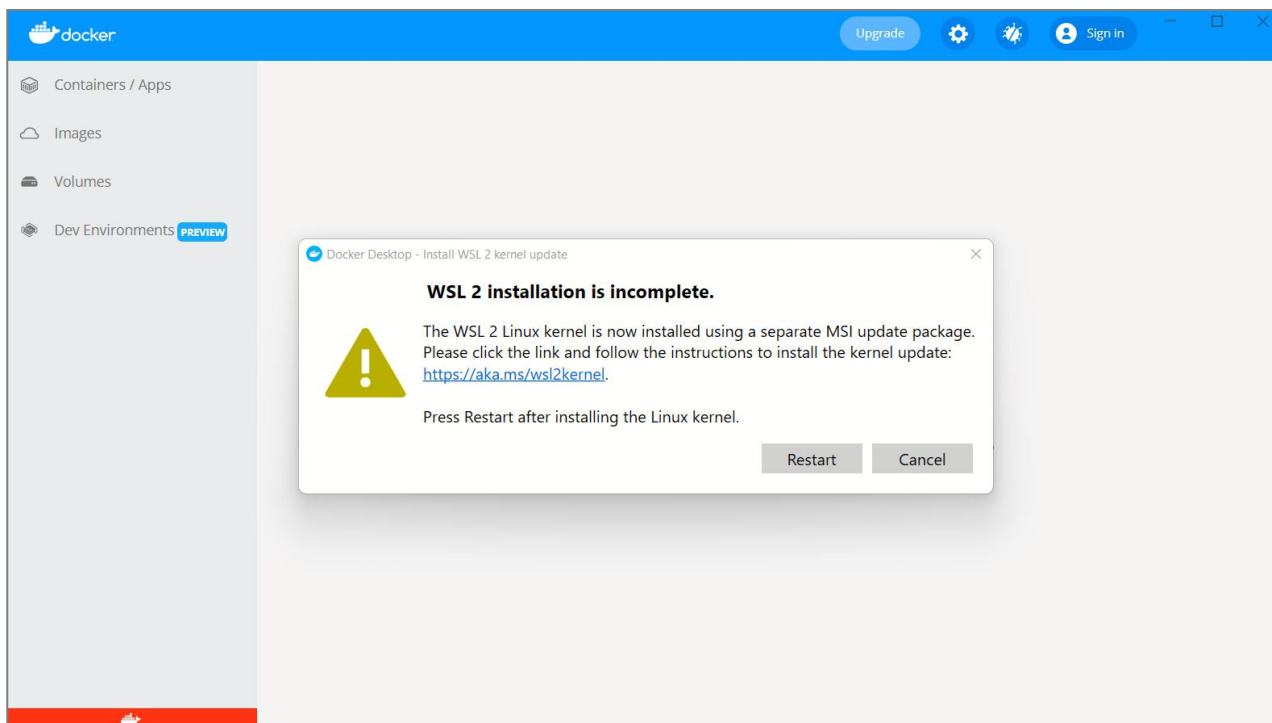 docker
Upgrade
Sign in
Containers / Apps
Images
Volumes
Dev Environments PREVIEW
Docker Desktop - Install WSL 2 kernel update
WSL 2 installation is incomplete.
The WSL 2 Linux kernel is now installed using a separate MSI update package.
Please click the link and follow the instructions to install the kernel update:
https://aka.ms/wsl2kernel.
Press Restart after installing the Linux kernel.
Restart
Cancel